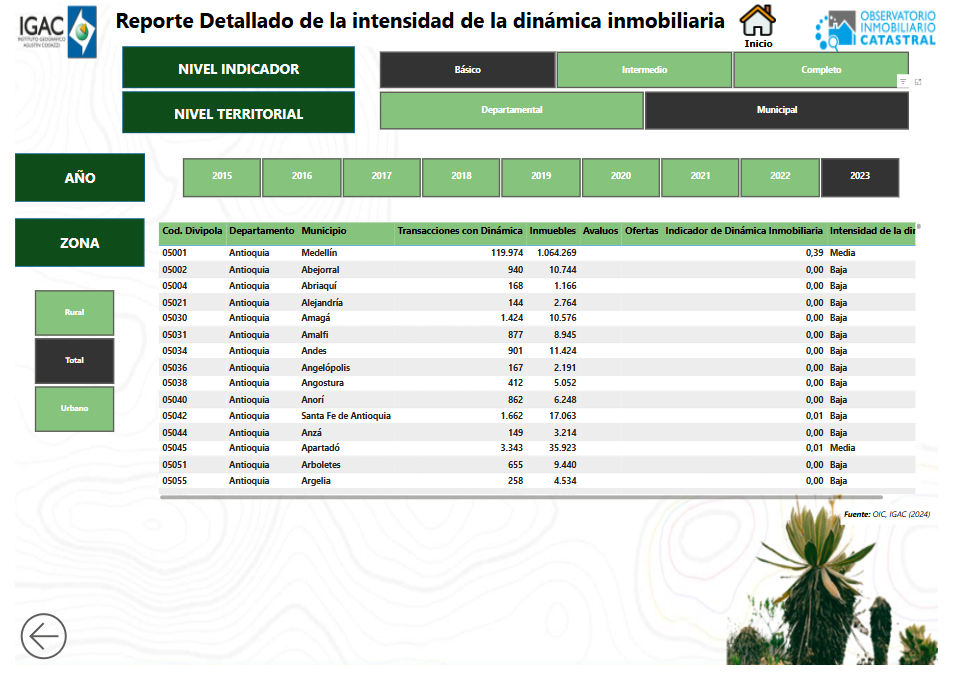 IGAC
INSTITUTO GEOGRÁFICO
AGUSTÍN CODAZZI
Reporte Detallado de la intensidad de la dinámica inmobiliaria
Inicio
OBSERVATORIO
INMOBILIARIO
CATASTRAL
NIVEL INDICADOR
Básico Intermedio Completo
NIVEL TERRITORIAL
Departamental Municipal
AÑO
2015 2016 2017 2018 2019 2020 2021 2022 2023
ZONA
Rural
Total
Urbano
Cod. Divipola Departamento Municipio Transacciones con Dinámica Inmuebles Avaluos Ofertas Indicador de Dinámica Inmobiliaria Intensidad de la dir
05001 Antioquia Medellín 119.974 1.064.269 0,39 Media
05002 Antioquia Abejorral 940 10.744 0,00 Baja
05004 Antioquia Abriaquí 168 1.166 0,00 Baja
05021 Antioquia Alejandría 144 2.764 0,00 Baja
05030 Antioquia Amagá 1.424 10.576 0,00 Baja
05031 Antioquia Amalfi 877 8.945 0,00 Baja
05034 Antioquia Andes 901 11.424 0,00 Baja
05036 Antioquia Angelópolis 167 2.191 0,00 Baja
05038 Antioquia Angostura 412 5.052 0,00 Baja
05040 Antioquia Anorí 862 6.248 0,00 Baja
05042 Antioquia Santa Fe de Antioquia 1.662 17.063 0,01 Baja
05044 Antioquia Anzá 149 3.214 0,00 Baja
05045 Antioquia Apartadó 3.343 35.923 0,01 Media
05051 Antioquia Arboletes 655 9.440 0,00 Baja
05055 Antioquia Argelia 258 4.534 0,00 Baja
Fuente: OIC, IGAC (2024)